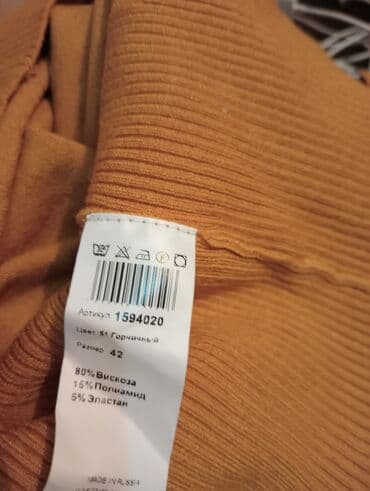 Артикул: 1594020
Цвет: 51 Горчичный
Размер: 42
80% Вискоза
15% Полиамид
5% Эластан
MADE IN RUSSIA